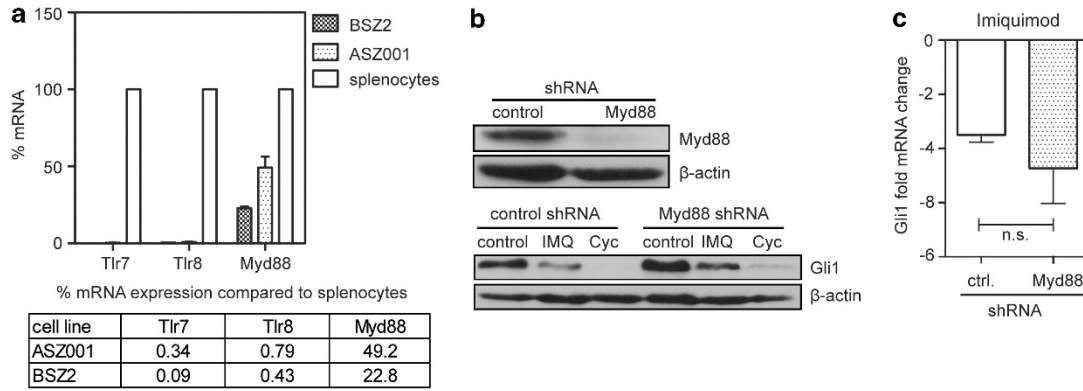 a
150
100
50
0
% mRNA
BSZ2
ASZ001
splenocytes
Tlr7 Tlr8 Myd88
% mRNA expression compared to splenocytes
cell line Tlr7 Tlr8 Myd88
ASZ001 0.34 0.79 49.2
BSZ2 0.09 0.43 22.8
b
shRNA
control Myd88
Myd88
β-actin
control shRNA Myd88 shRNA
control IMQ Cyc control IMQ Cyc
Gli1
β-actin
c
Imiquimod
0
-2
-4
-8
-6
Gli1 fold mRNA change
n.s.
ctrl. Myd88
shRNA